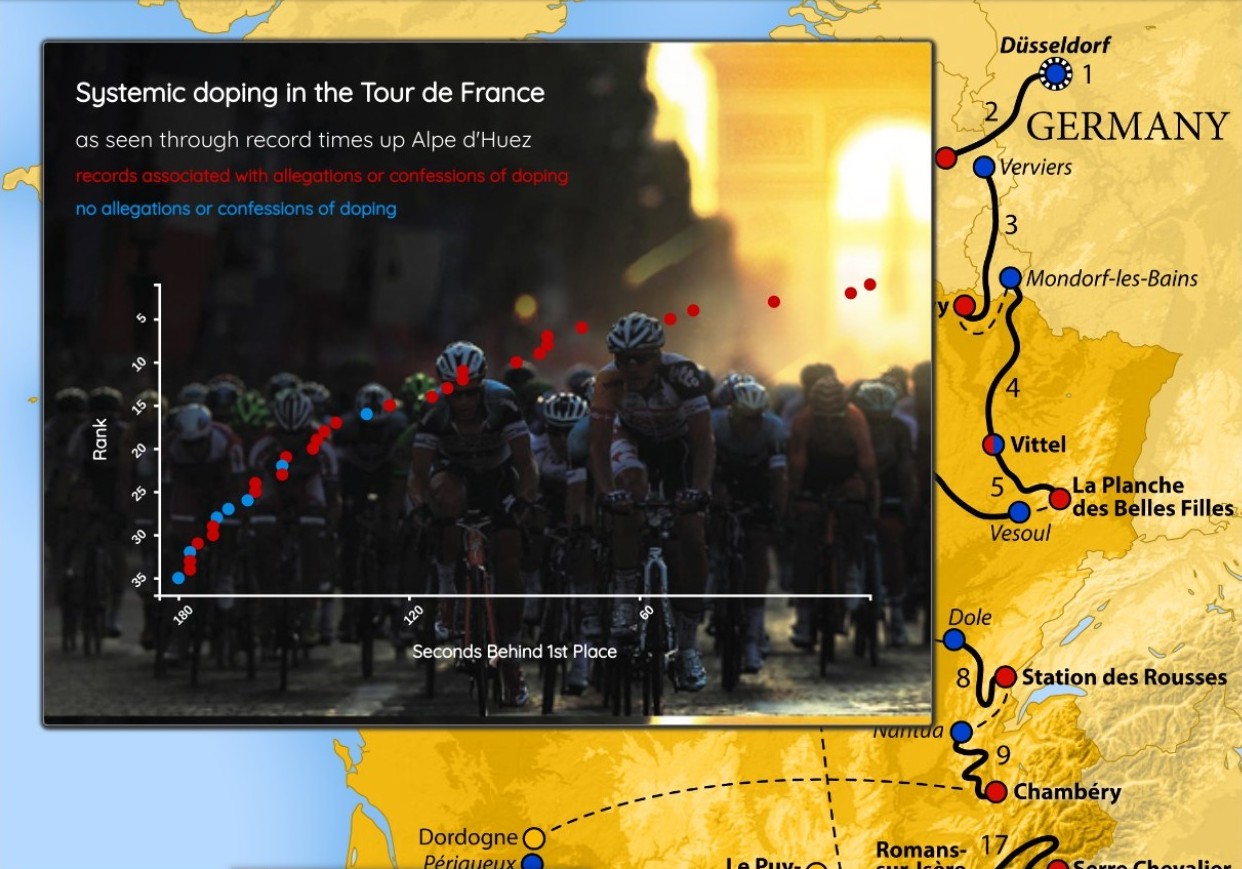 Systemic doping in the Tour de France
as seen through record times up Alpe d'Huez
records associated with allegations or confessions of doping
no allegations or confessions of doping
5
10
15
20
25
30
35
Rank
180
120
60
Seconds Behind 1st Place
Düsseldorf
1
2
GERMANY
Verviers
3
Mondorf-les-Bains
y
4
Vittel
5
La Planche
des Belles Filles
Vesoul
Dole
8
Station des Rousses
Nantua
9
Chambéry
Dordogne
Périgueux
Le Puy-
Romans-
sur-Isère
17
Serre Chevalier